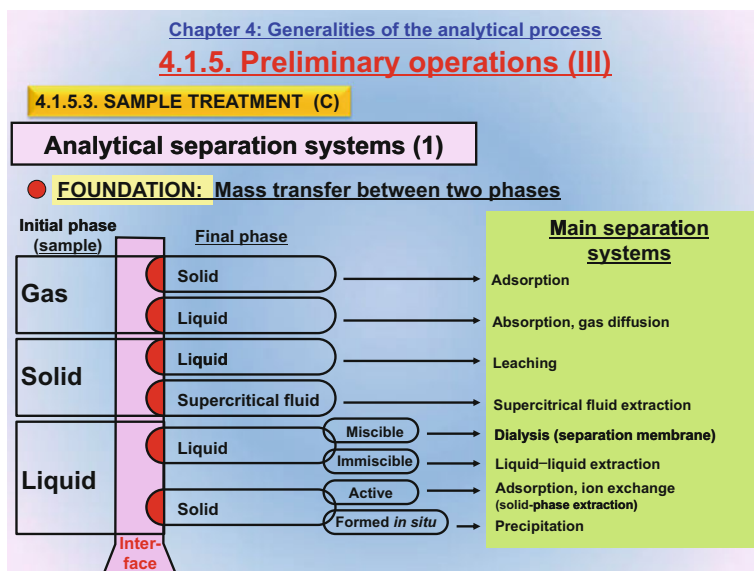 Chapter 4: Generalities of the analytical process
4.1.5. Preliminary operations (III)
4.1.5.3. SAMPLE TREATMENT (C)
Analytical separation systems (1)
FOUNDATION: Mass transfer between two phases
Initial phase
(sample)
Final phase
Main separation
systems
Gas
Solid
Adsorption
Liquid
Absorption, gas diffusion
Solid
Liquid
Leaching
Supercritical fluid
Supercitrical fluid extraction
Liquid
Liquid
Miscible
Dialysis (separation membrane)
Immiscible
Liquid–liquid extraction
Solid
Active
Adsorption, ion exchange
(solid-phase extraction)
Formed in situ
Precipitation
Inter-
face